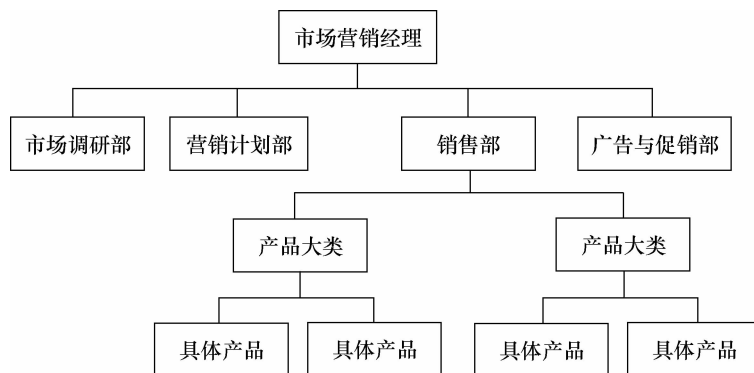 市场营销经理
市场调研部
营销计划部
销售部
广告与促销部
产品大类
产品大类
具体产品
具体产品
具体产品
具体产品